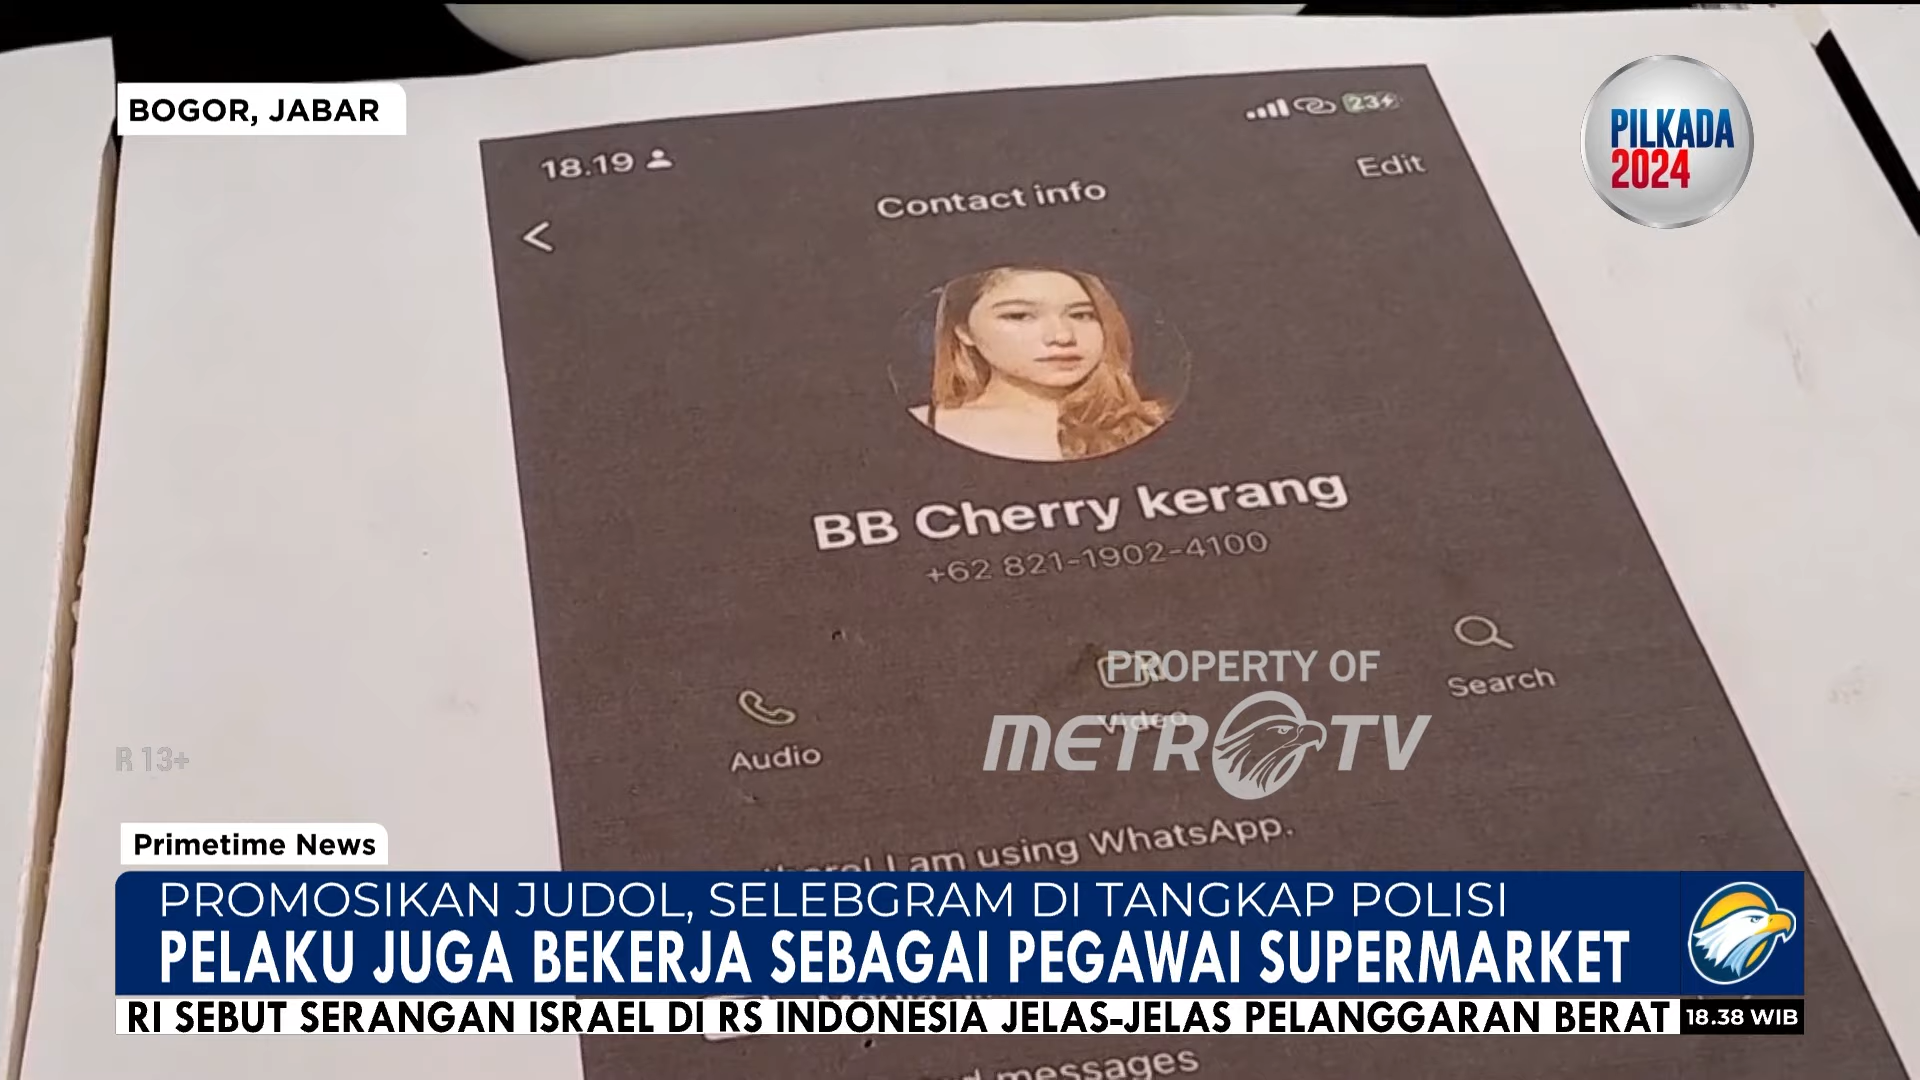 BOGOR, JABAR
PILKADA
2024
18.19
23
Edit
Contact info
BB Cherry kerang
+62 821-1902-4100
Audio
Video
Search
PROPERTY OF
METRO TV
R 13+
I am using WhatsApp.
Primetime News
PROMOSIKAN JUDOL, SELEBGRAM DI TANGKAP POLISI
PELAKU JUGA BEKERJA SEBAGAI PEGAWAI SUPERMARKET
RI SEBUT SERANGAN ISRAEL DI RS INDONESIA JELAS-JELAS PELANGGARAN BERAT
18.38 WIB
messages